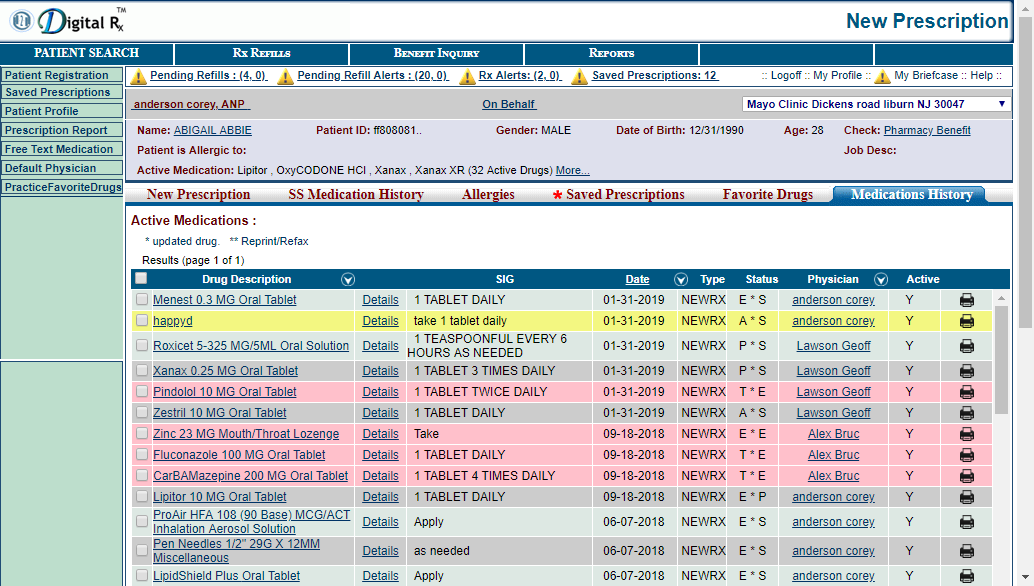 Digital Rx TM
New Prescription
PATIENT SEARCH Rx REFILLS BENEFIT INQUIRY REPORTS
Patient Registration
Saved Prescriptions
Patient Profile
Prescription Report
Free Text Medication
Default Physician
PracticeFavoriteDrugs
Pending Refills : (4, 0) Pending Refill Alerts : (20, 0) Rx Alerts: (2, 0) Saved Prescriptions: 12 :: Logoff :: My Profile :: My Briefcase :: Help ::
anderson corey, ANP On Behalf Mayo Clinic Dickens road liburn NJ 30047
Name: ABIGAIL ABBIE Patient ID: ff808081.. Gender: MALE Date of Birth: 12/31/1990 Age: 28 Check: Pharmacy Benefit
Patient is Allergic to: Job Desc:
Active Medication: Lipitor , OxyCODONE HCl , Xanax , Xanax XR (32 Active Drugs) More...
New Prescription SS Medication History Allergies * Saved Prescriptions Favorite Drugs Medications History
Active Medications :
* updated drug. ** Reprint/Refax
Results (page 1 of 1)
Drug Description SIG Date Type Status Physician Active
Menest 0.3 MG Oral Tablet Details 1 TABLET DAILY 01-31-2019 NEWRX E * S anderson corey Y
happyd Details take 1 tablet daily 01-31-2019 NEWRX A * S anderson corey Y
Roxicet 5-325 MG/5ML Oral Solution Details 1 TEASPOONFUL EVERY 6
HOURS AS NEEDED 01-31-2019 NEWRX P * S Lawson Geoff Y
Xanax 0.25 MG Oral Tablet Details 1 TABLET 3 TIMES DAILY 01-31-2019 NEWRX P * S Lawson Geoff Y
Pindolol 10 MG Oral Tablet Details 1 TABLET TWICE DAILY 01-31-2019 NEWRX T * E Lawson Geoff Y
Zestril 10 MG Oral Tablet Details 1 TABLET DAILY 01-31-2019 NEWRX A * S Lawson Geoff Y
Zinc 23 MG Mouth/Throat Lozenge Details Take 09-18-2018 NEWRX E * E Alex Bruc Y
Fluconazole 100 MG Oral Tablet Details 1 TABLET DAILY 09-18-2018 NEWRX T * E Alex Bruc Y
CarBAMazepine 200 MG Oral Tablet Details 1 TABLET 4 TIMES DAILY 09-18-2018 NEWRX T * E Alex Bruc Y
Lipitor 10 MG Oral Tablet Details 1 TABLET DAILY 09-18-2018 NEWRX E * P anderson corey Y
ProAir HFA 108 (90 Base) MCG/ACT
Inhalation Aerosol Solution Details Apply 06-07-2018 NEWRX E * S anderson corey Y
Pen Needles 1/2" 29G X 12MM
Miscellaneous Details as needed 06-07-2018 NEWRX E * S anderson corey Y
LipidShield Plus Oral Tablet Details Apply 06-07-2018 NEWRX E * S anderson corey Y